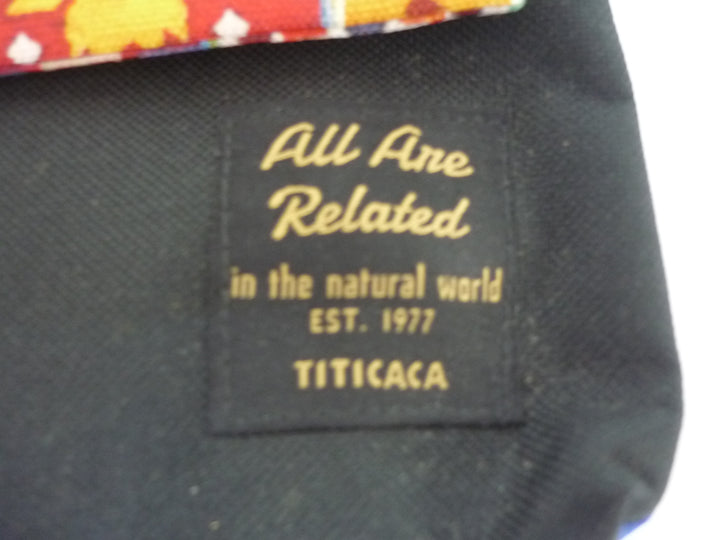 All Are
Related
in the natural world
EST. 1977
TITICACA